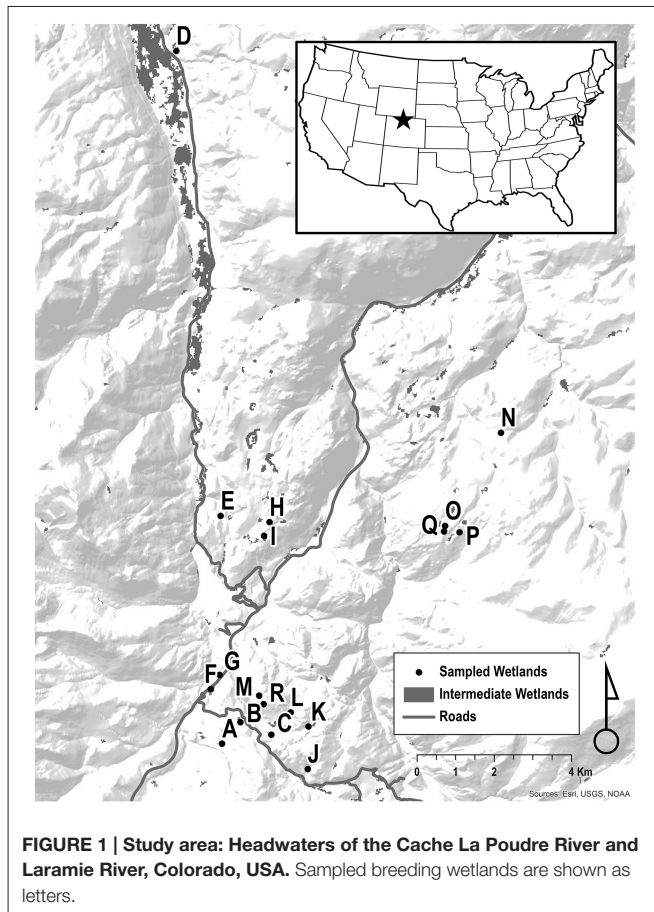 D
N
E
H
O
I
Q
P
G
F
M
R
L
B
K
A
C
J
Sampled Wetlands
Intermediate Wetlands
Roads
0 1 2 4 Km
Sources: Esri, USGS, NOAA
FIGURE 1 | Study area: Headwaters of the Cache La Poudre River and
Laramie River, Colorado, USA. Sampled breeding wetlands are shown as
letters.